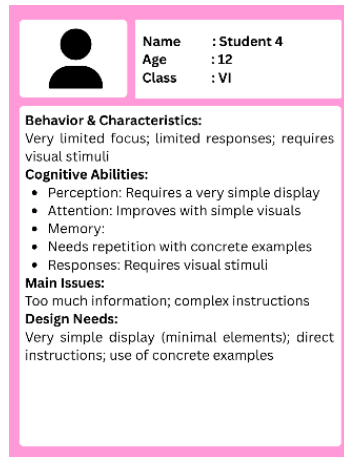 Name : Student 4
Age : 12
Class : VI
Behavior & Characteristics:
Very limited focus; limited responses; requires
visual stimuli
Cognitive Abilities:
• Perception: Requires a very simple display
• Attention: Improves with simple visuals
• Memory:
• Needs repetition with concrete examples
• Responses: Requires visual stimuli
Main Issues:
Too much information; complex instructions
Design Needs:
Very simple display (minimal elements); direct
instructions; use of concrete examples